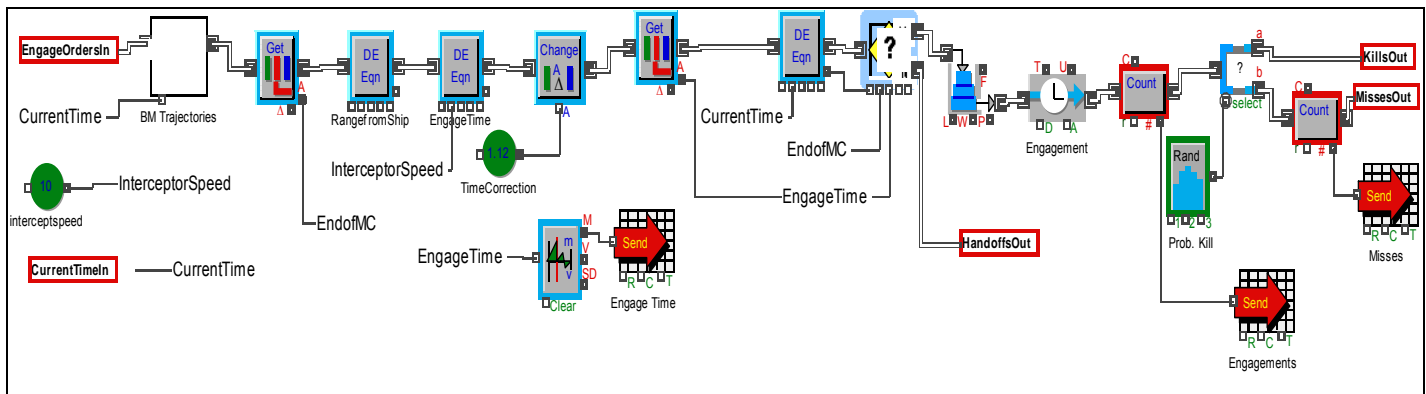 EngageOrdersIn
CurrentTime
BM Trajectories
Get
A
Δ
DE
Eqn
RangefromShip
DE
Eqn
EngageTime
Change
A
Δ
A
Get
A
Δ
DE
Eqn
?
F
L W P
T U
D A
Engagement
C
Count
r #
?
a
b
select
C
Count
r #
KillsOut
MissesOut
CurrentTime
EndofMC
EngageTime
HandoffsOut
InterceptorSpeed
1.12
TimeCorrection
10
interceptspeed
InterceptorSpeed
EndofMC
CurrentTimeIn
CurrentTime
EngageTime
m
v
M
V
SD
Clear
Send
R C T
Engage Time
Rand
1 2 3
Prob. Kill
Send
R C T
Misses
Send
R C T
Engagements